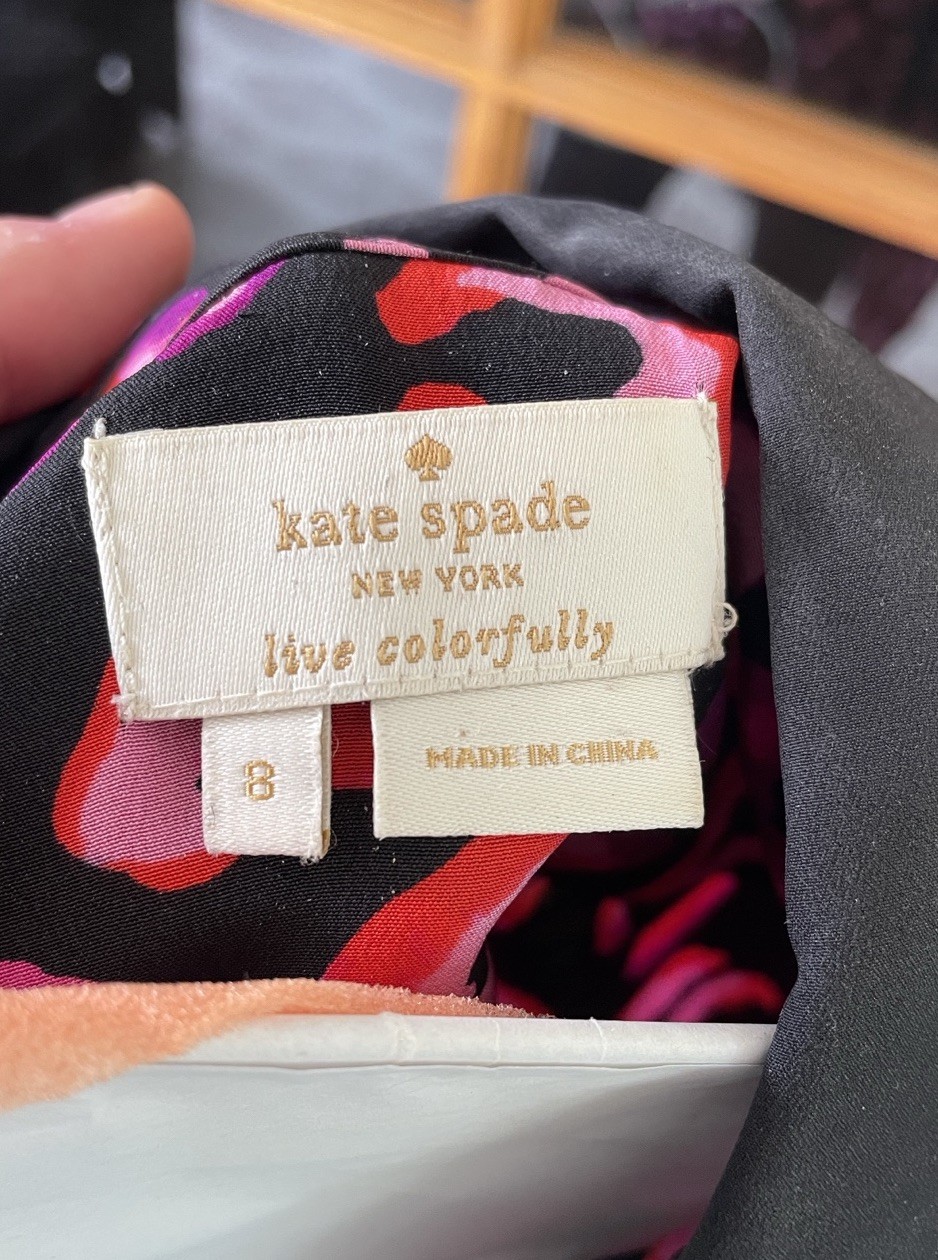 kate spade
NEW YORK
live colorfully
8
MADE IN CHINA